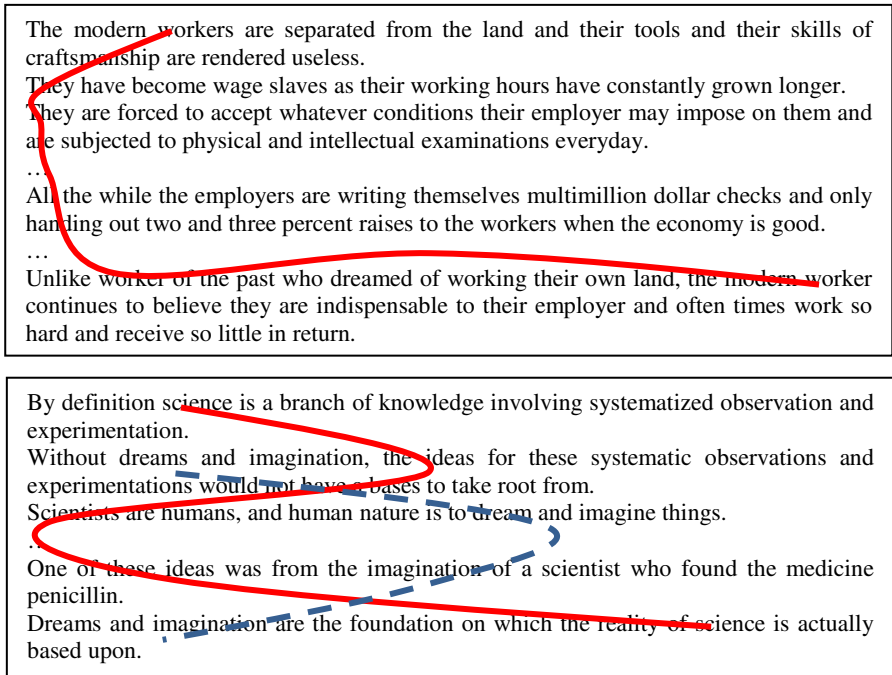 The modern workers are separated from the land and their tools and their skills of
craftsmanship are rendered useless.
They have become wage slaves as their working hours have constantly grown longer.
They are forced to accept whatever conditions their employer may impose on them and
are subjected to physical and intellectual examinations everyday.
…
All the while the employers are writing themselves multimillion dollar checks and only
handing out two and three percent raises to the workers when the economy is good.
…
Unlike worker of the past who dreamed of working their own land, the modern worker
continues to believe they are indispensable to their employer and often times work so
hard and receive so little in return.
By definition science is a branch of knowledge involving systematized observation and
experimentation.
Without dreams and imagination, the ideas for these systematic observations and
experimentations would not have a bases to take root from.
Scientists are humans, and human nature is to dream and imagine things.
…
One of these ideas was from the imagination of a scientist who found the medicine
penicillin.
Dreams and imagination are the foundation on which the reality of science is actually
based upon.